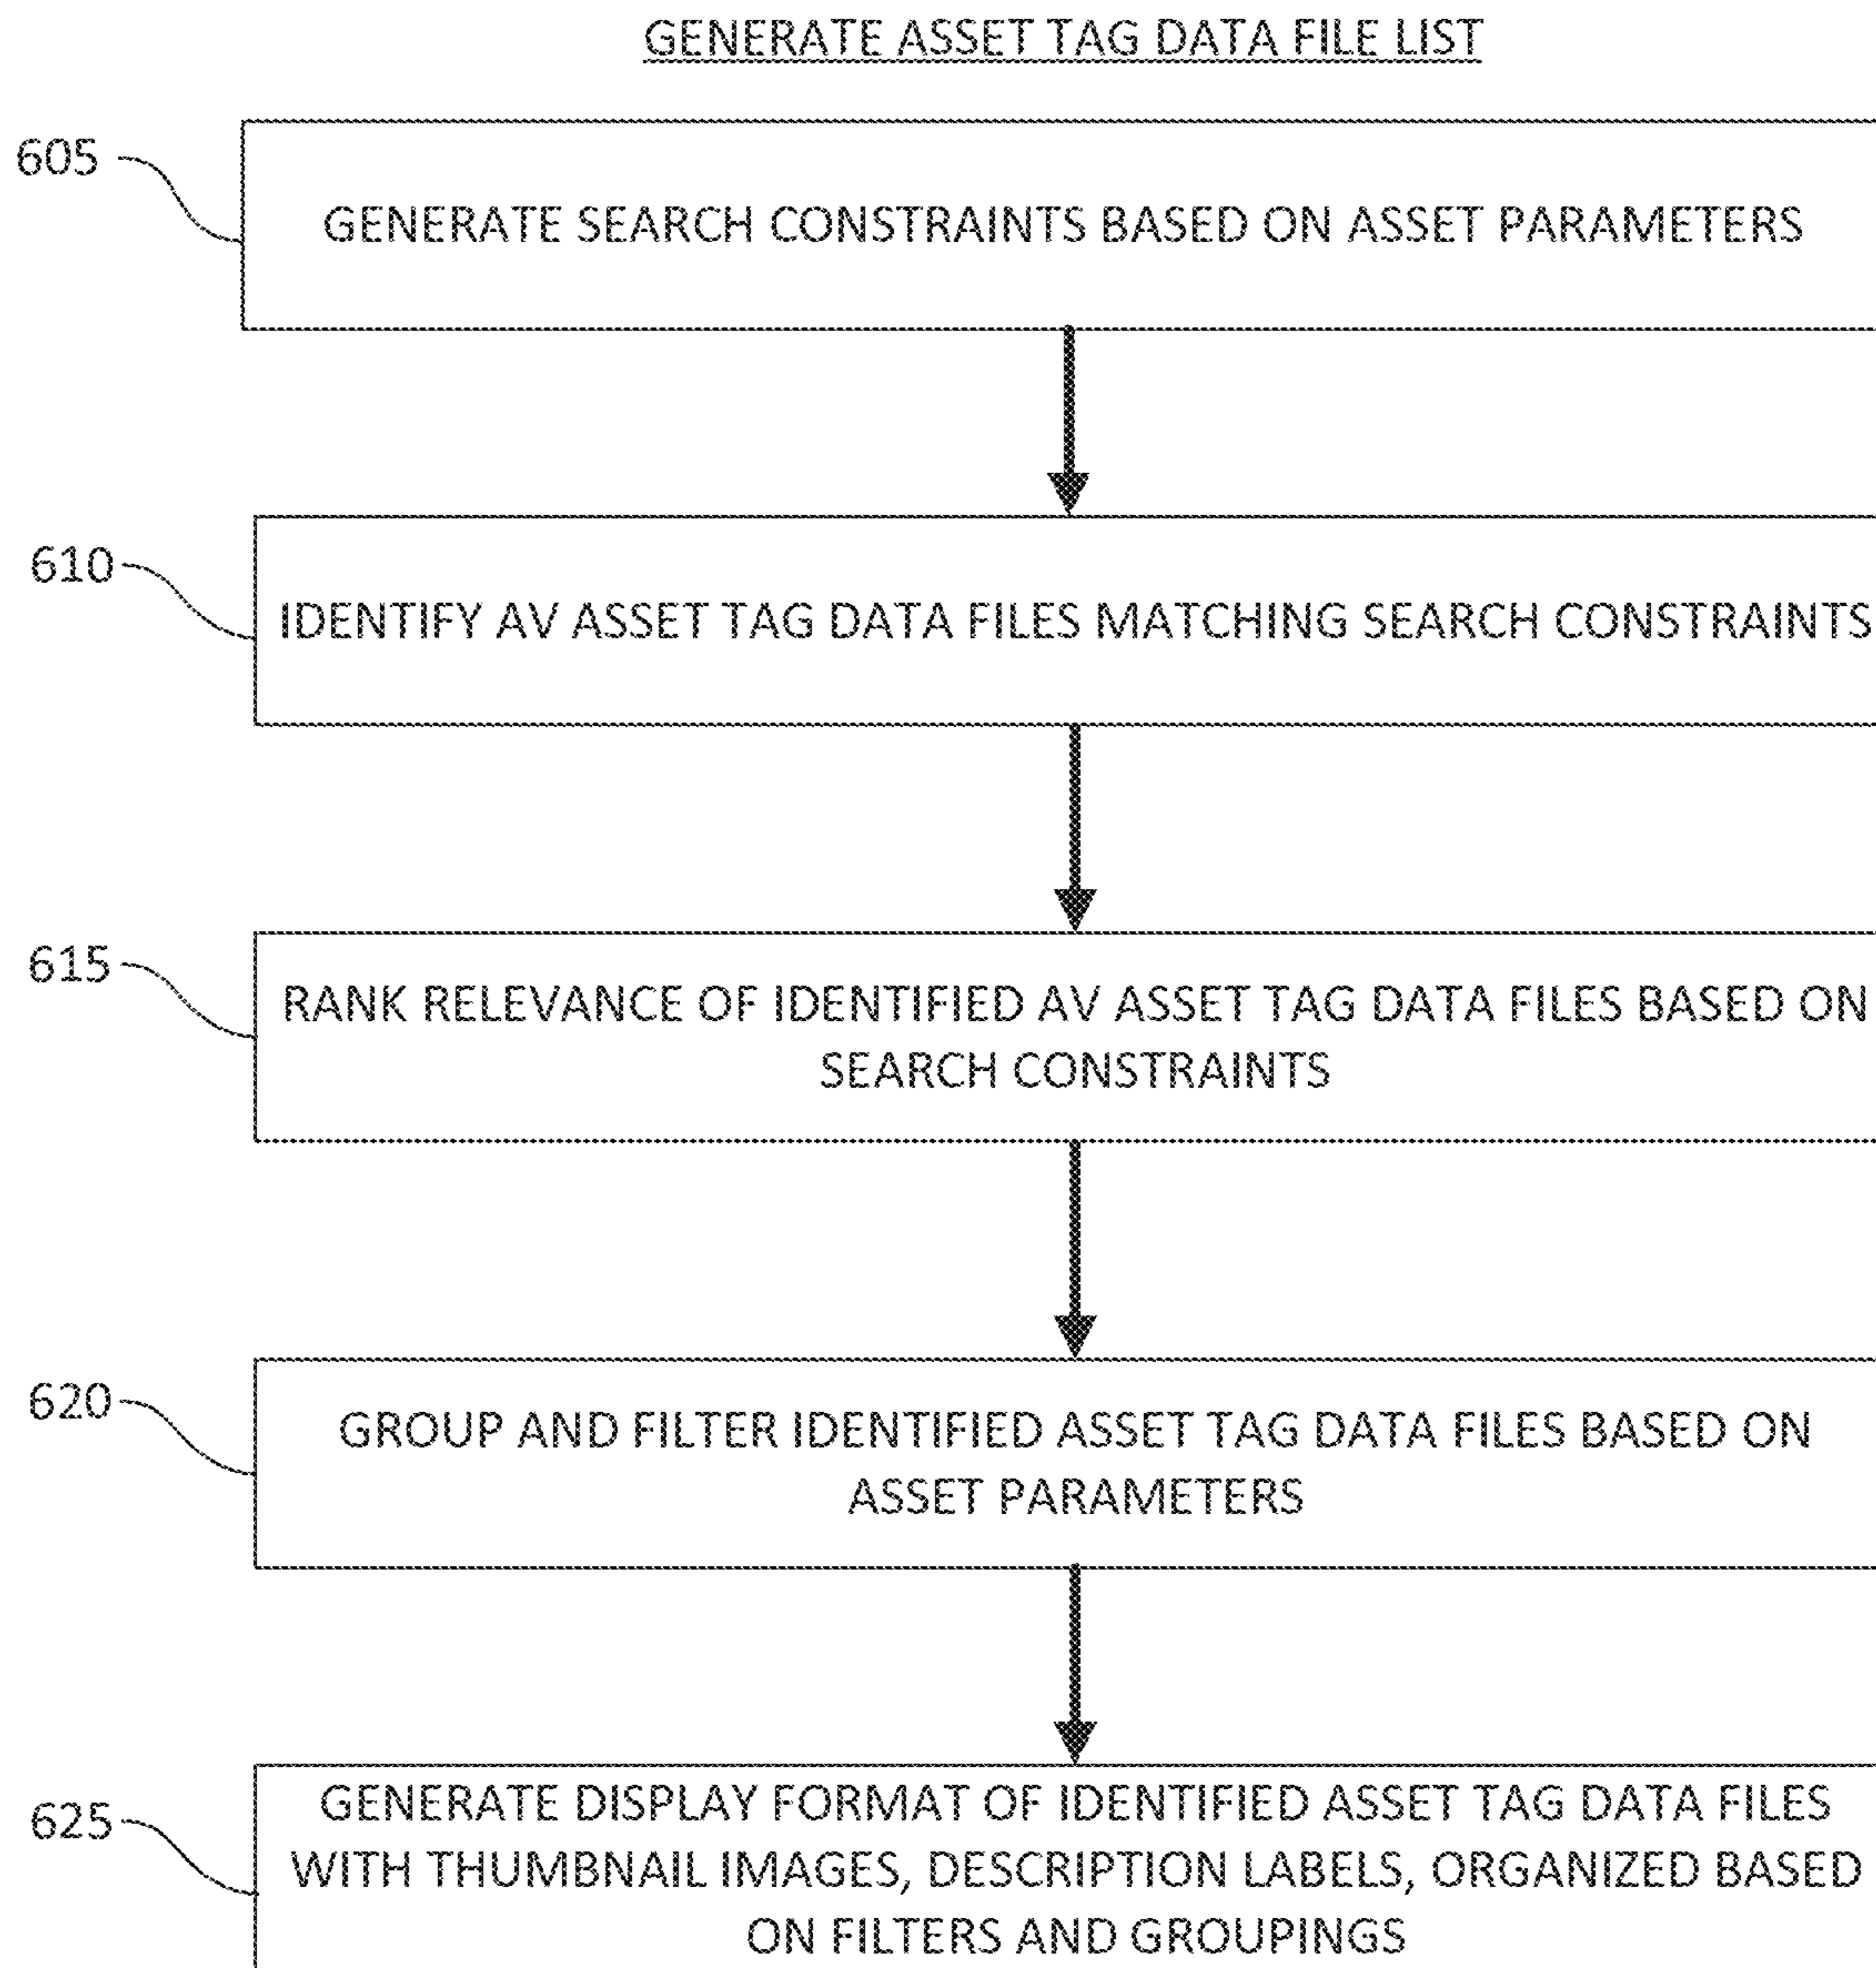 GENERATE ASSET TAG DATA FILE LIST
605
GENERATE SEARCH CONSTRAINTS BASED ON ASSET PARAMETERS
610
IDENTIFY AV ASSET TAG DATA FILES MATCHING SEARCH CONSTRAINTS
615
RANK RELEVANCE OF IDENTIFIED AV ASSET TAG DATA FILES BASED ON
SEARCH CONSTRAINTS
620
GROUP AND FILTER IDENTIFIED ASSET TAG DATA FILES BASED ON
ASSET PARAMETERS
625
GENERATE DISPLAY FORMAT OF IDENTIFIED ASSET TAG DATA FILES
WITH THUMBNAIL IMAGES, DESCRIPTION LABELS, ORGANIZED BASED
ON FILTERS AND GROUPINGS